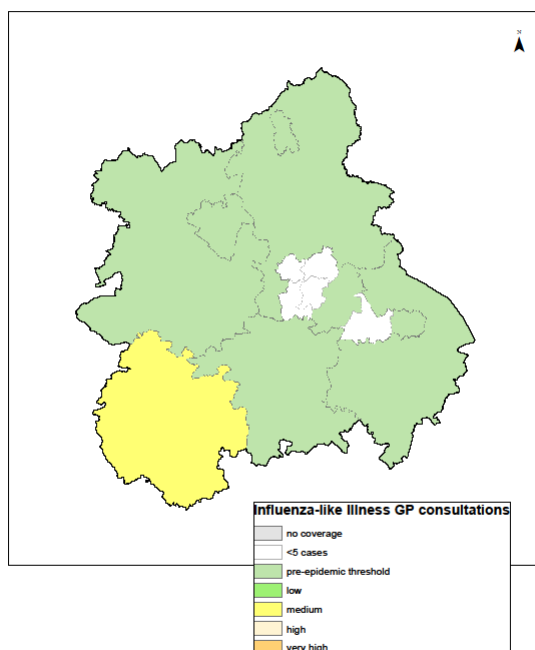 N
Influenza-like Illness GP consultations
no coverage
<5 cases
pre-epidemic threshold
low
medium
high
very high